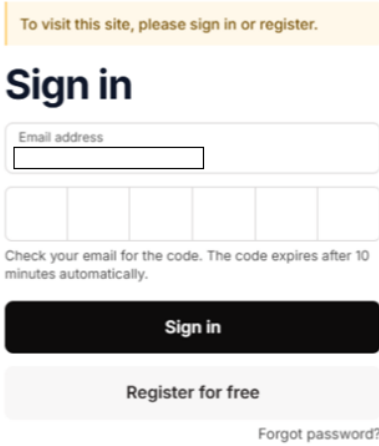 To visit this site, please sign in or register.
Sign in
Email address
Check your email for the code. The code expires after 10
minutes automatically.
Sign in
Register for free
Forgot password?